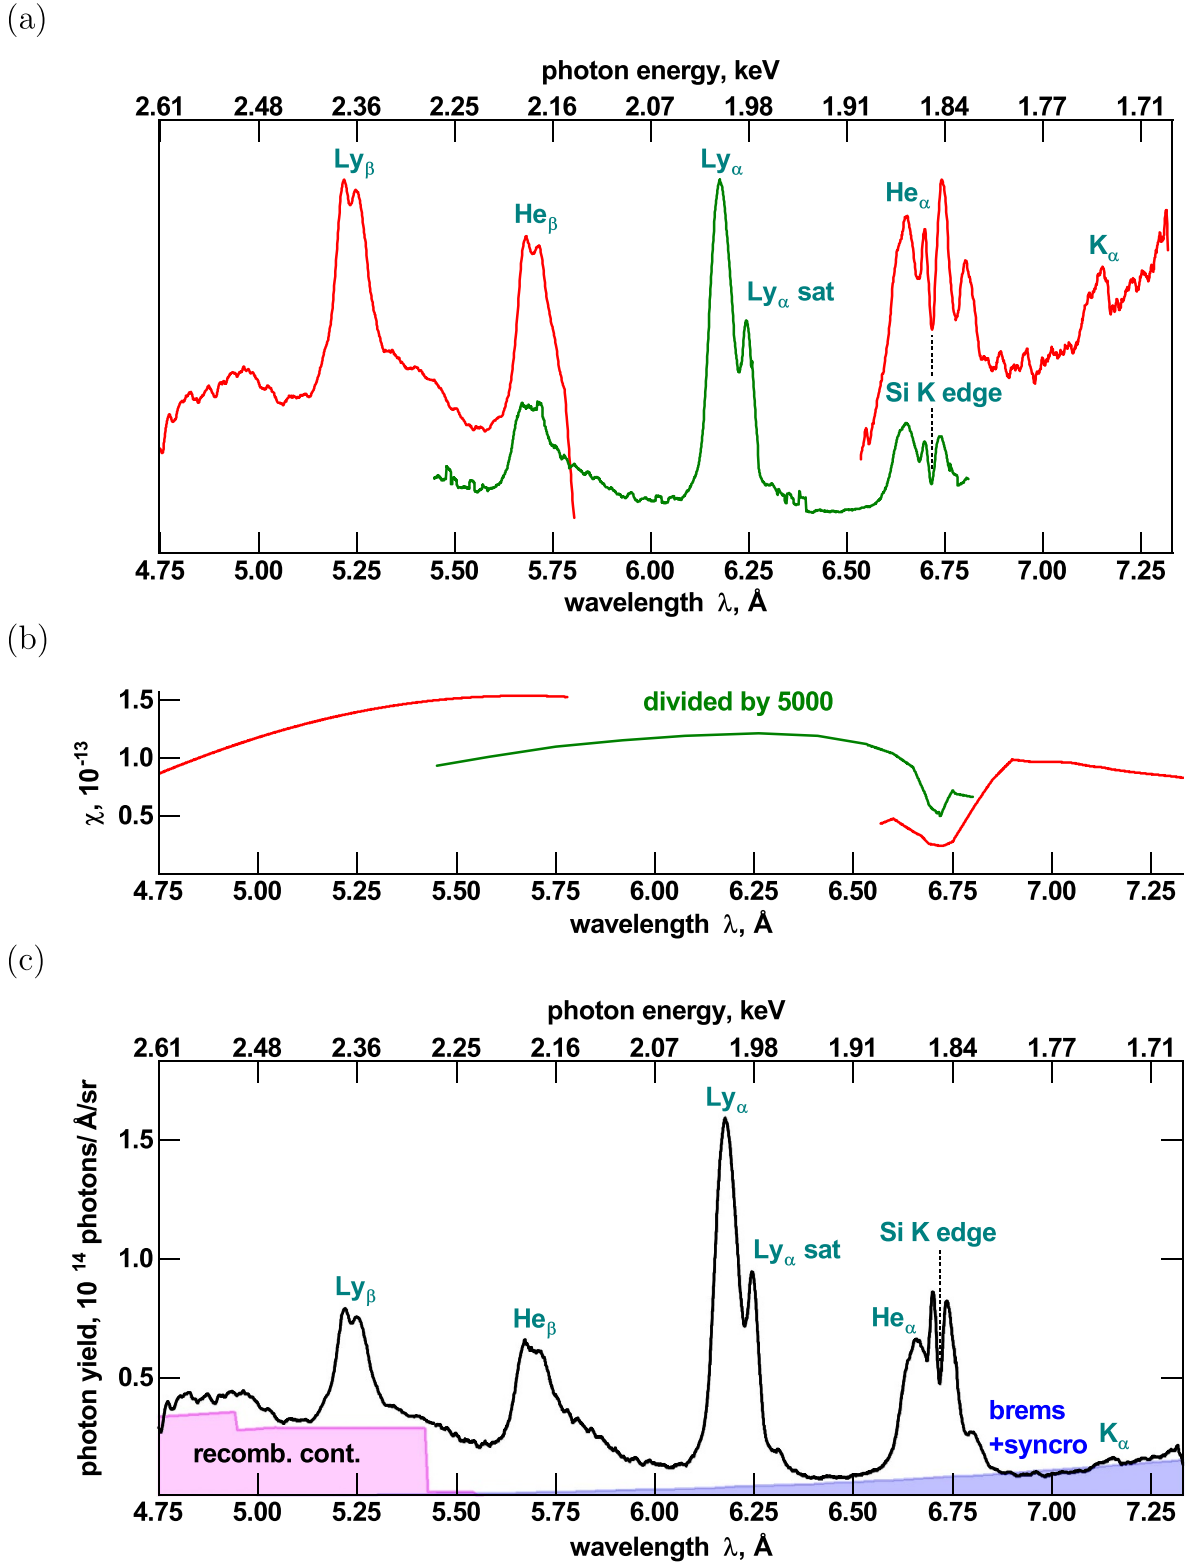 (a)
photon energy, keV
2.61 2.48 2.36 2.25 2.16 2.07 1.98 1.91 1.84 1.77 1.71
Lyβ
Heβ
Lyα
Lyα sat
Heα
Kα
Si K edge
4.75 5.00 5.25 5.50 5.75 6.00 6.25 6.50 6.75 7.00 7.25
wavelength λ, Å
(b)
χ, 10-13
1.5
1.0
0.5
divided by 5000
4.75 5.00 5.25 5.50 5.75 6.00 6.25 6.50 6.75 7.00 7.25
wavelength λ, Å
(c)
photon energy, keV
2.61 2.48 2.36 2.25 2.16 2.07 1.98 1.91 1.84 1.77 1.71
photon yield, 10 14 photons/ Å/sr
1.5
1.0
0.5
Lyα
Lyα sat
Si K edge
Lyβ
Heβ
Heα
brems
+syncro
Kα
recomb. cont.
4.75 5.00 5.25 5.50 5.75 6.00 6.25 6.50 6.75 7.00 7.25
wavelength λ, Å